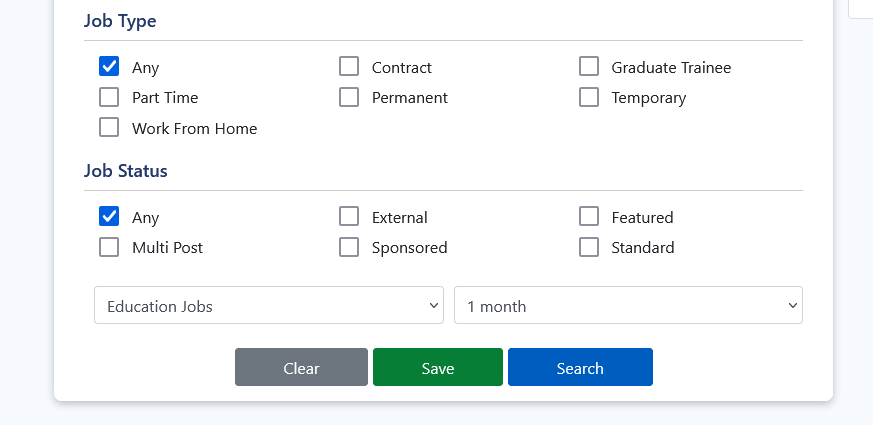 Job Type
Any Contract Graduate Trainee
Part Time Permanent Temporary
Work From Home
Job Status
Any External Featured
Multi Post Sponsored Standard
Education Jobs 1 month
Clear Save Search